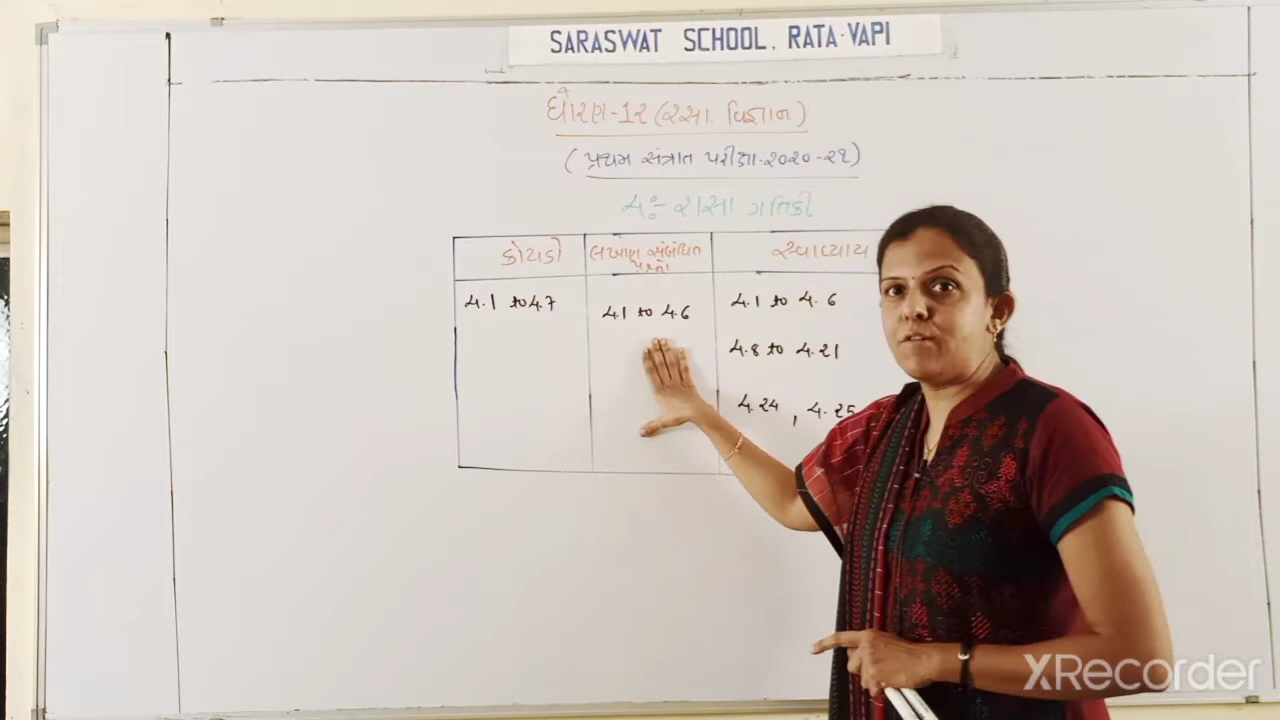 SARASWAT SCHOOL, RATA-VAPI
ધોરણ-૧૨ (રસા. વિજ્ઞાન)
(પ્રથમ સંત્રાત પરીક્ષા-૨૦૨૦-૨૧)
૪ઃ- રાસા ગતિકી
કોયડો લખાણ સંબંધિત પ્રશ્નો સ્વાધ્યાય
4.1 to 4.7 4.1 to 4.6 4.1 to 4.6
4.8 to 4.21
4.24, 4.25
XRecorder